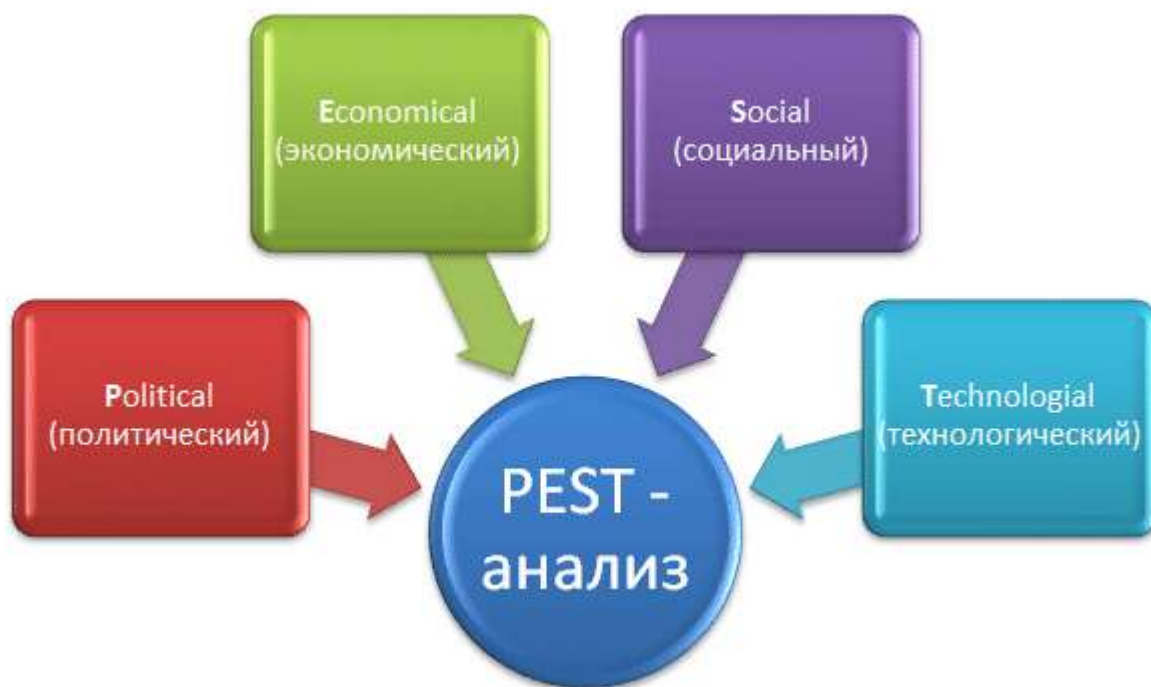 Economical
(экономический)
Social
(социальный)
Political
(политический)
Technologial
(технологический)
PEST -
анализ